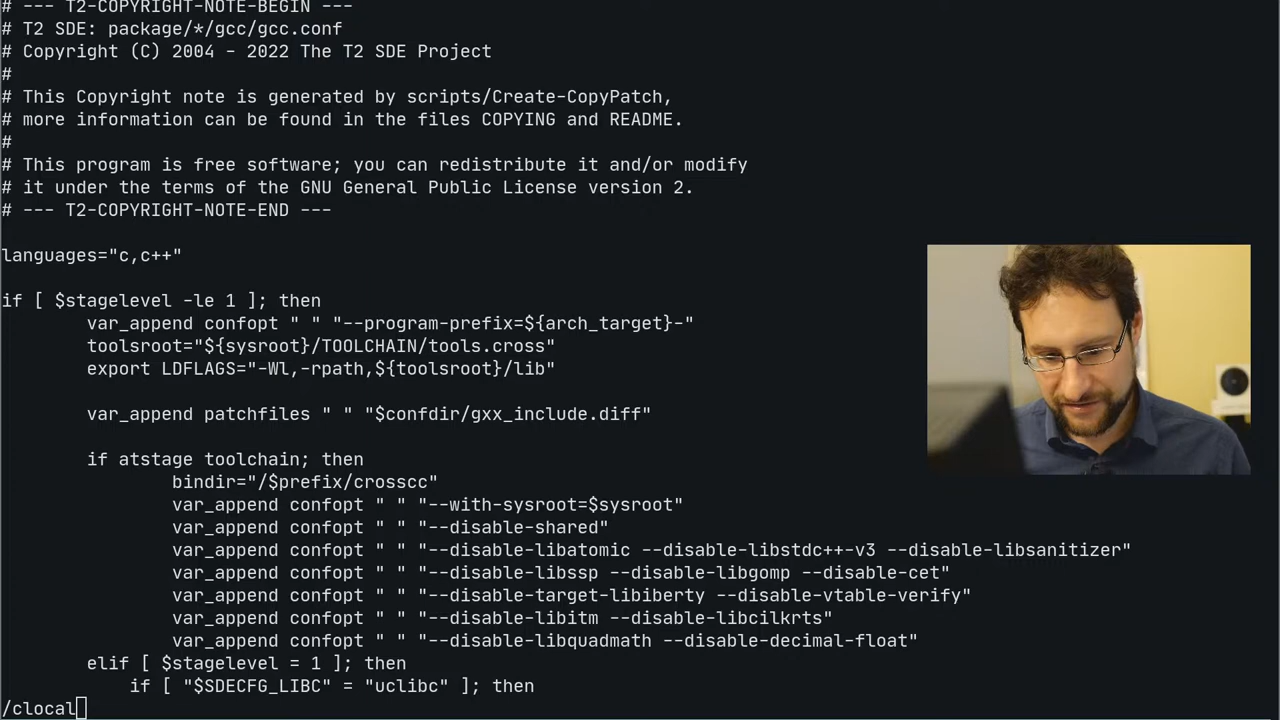 # --- T2-COPYRIGHT-NOTE-BEGIN ---
# T2 SDE: package/*/gcc/gcc.conf
# Copyright (C) 2004 - 2022 The T2 SDE Project
#
# This Copyright note is generated by scripts/Create-CopyPatch,
# more information can be found in the files COPYING and README.
#
# This program is free software; you can redistribute it and/or modify
# it under the terms of the GNU General Public License version 2.
# --- T2-COPYRIGHT-NOTE-END ---
languages="c,c++"
if [ $stagelevel -le 1 ]; then
var_append confopt " " "--program-prefix=${arch_target}-"
toolsroot="${sysroot}/TOOLCHAIN/tools.cross"
export LDFLAGS="-Wl,-rpath,${toolsroot}/lib"
var_append patchfiles " " "$confdir/gxx_include.diff"
if atstage toolchain; then
bindir="/$prefix/crosscc"
var_append confopt " " "--with-sysroot=$sysroot"
var_append confopt " " "--disable-shared"
var_append confopt " " "--disable-libatomic --disable-libstdc++-v3 --disable-libsanitizer"
var_append confopt " " "--disable-libssp --disable-libgomp --disable-cet"
var_append confopt " " "--disable-target-libiberty --disable-vtable-verify"
var_append confopt " " "--disable-libitm --disable-libcilkrts"
var_append confopt " " "--disable-libquadmath --disable-decimal-float"
elif [ $stagelevel = 1 ]; then
if [ "$SDECFG_LIBC" = "uclibc" ]; then
/clocal